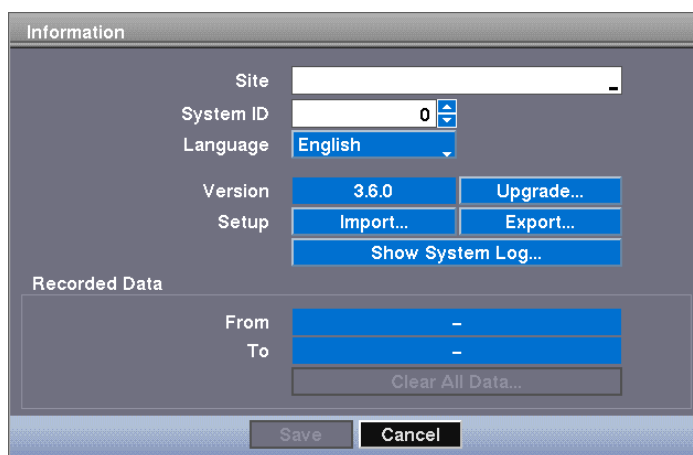 Information
Site _
System ID 0
Language English
Version 3.6.0 Upgrade...
Setup Import... Export...
Show System Log...
Recorded Data
From –
To –
Clear All Data...
Save Cancel